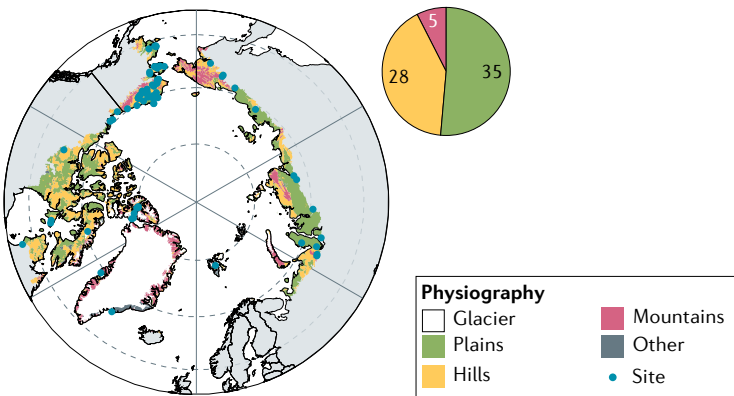 5
28
35
Physiography
Glacier
Mountains
Plains
Other
Hills
Site